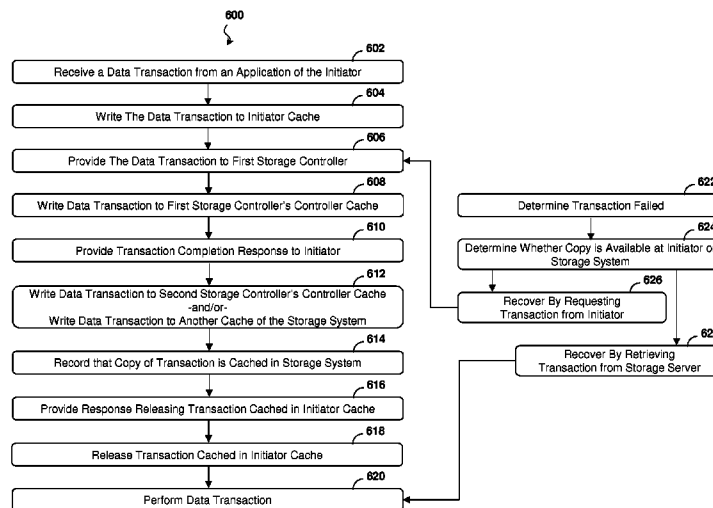 600
602
Receive a Data Transaction from an Application of the Initiator
604
Write The Data Transaction to Initiator Cache
606
Provide The Data Transaction to First Storage Controller
608
Write Data Transaction to First Storage Controller's Controller Cache
610
Provide Transaction Completion Response to Initiator
612
Write Data Transaction to Second Storage Controller's Controller Cache
-and/or-
Write Data Transaction to Another Cache of the Storage System
614
Record that Copy of Transaction is Cached in Storage System
616
Provide Response Releasing Transaction Cached in Initiator Cache
618
Release Transaction Cached in Initiator Cache
620
Perform Data Transaction
622
Determine Transaction Failed
624
Determine Whether Copy is Available at Initiator o
Storage System
626
Recover By Requesting
Transaction from Initiator
62
Recover By Retrieving
Transaction from Storage Server